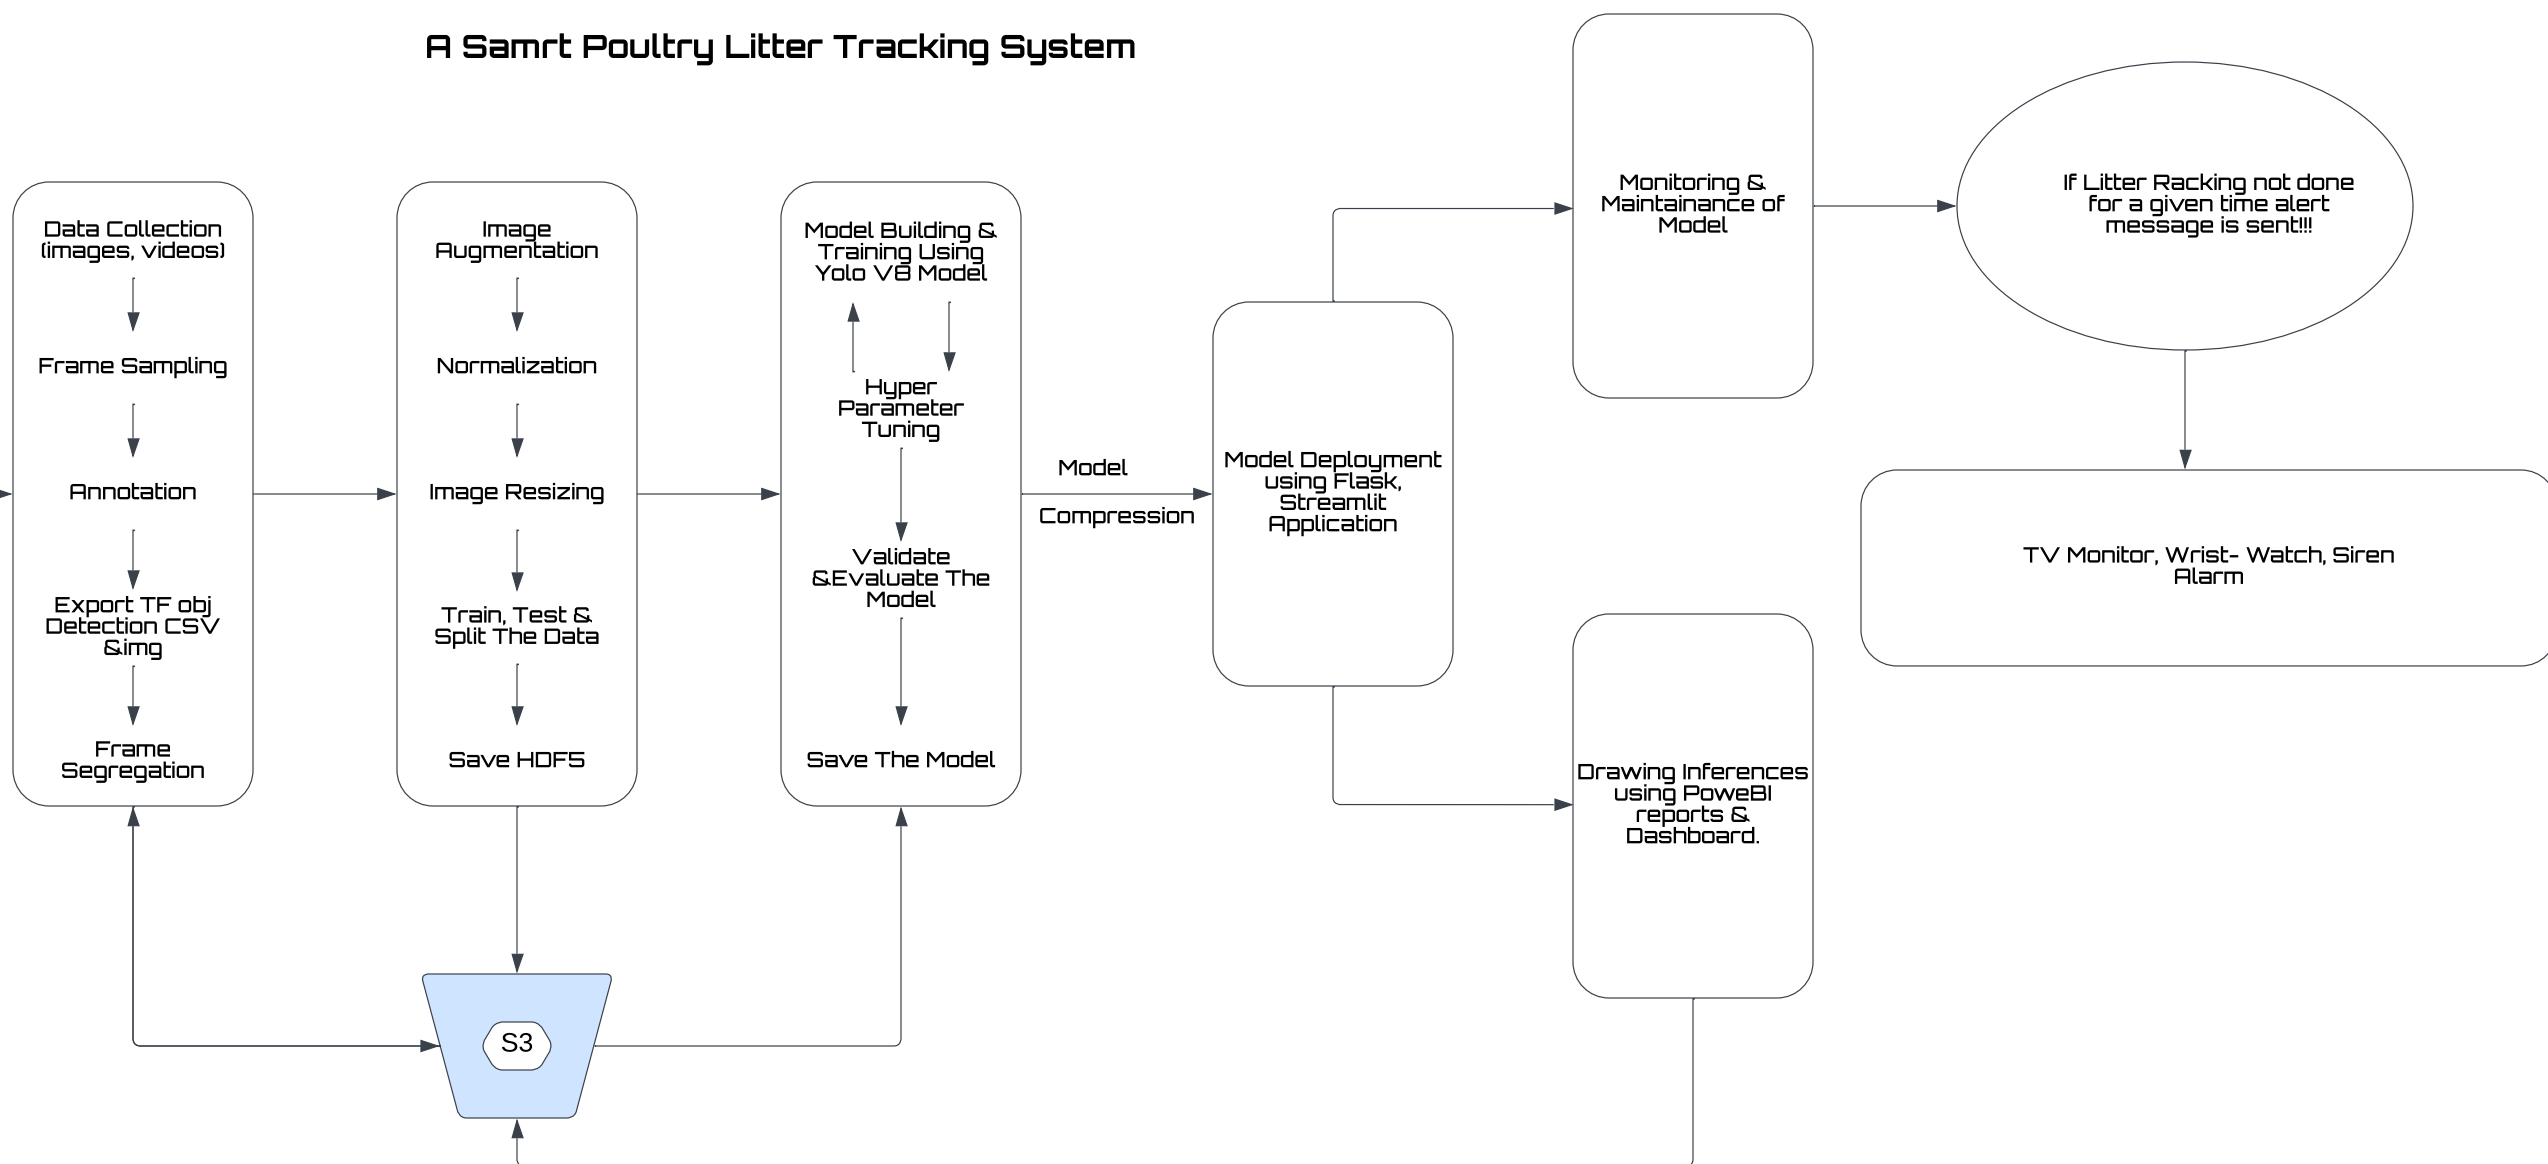 A Samrt Poultry Litter Tracking System
Data Collection
(images, videos)
Frame Sampling
Annotation
Export TF obj
Detection CSV
&img
Frame
Segregation
Image
Augmentation
Normalization
Image Resizing
Train, Test &
Split The Data
Save HDF5
Model Building &
Training Using
Yolo V8 Model
Hyper
Parameter
Tuning
Validate
&Evaluate The
Model
Save The Model
Model
Compression
Model Deployment
using Flask,
Streamlit
Application
Monitoring &
Maintainance of
Model
If Litter Racking not done
for a given time alert
message is sent!!!
TV Monitor, Wrist- Watch, Siren
Alarm
Drawing Inferences
using PoweBI
reports &
Dashboard.
S3